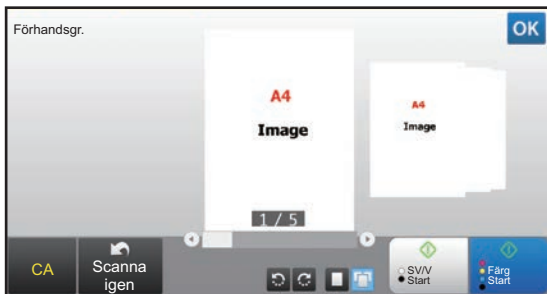 Förhandsgr.
OK
A4
Image
A4
Image
1 / 5
CA
Scanna
igen
SV/V
Start
Färg
Start